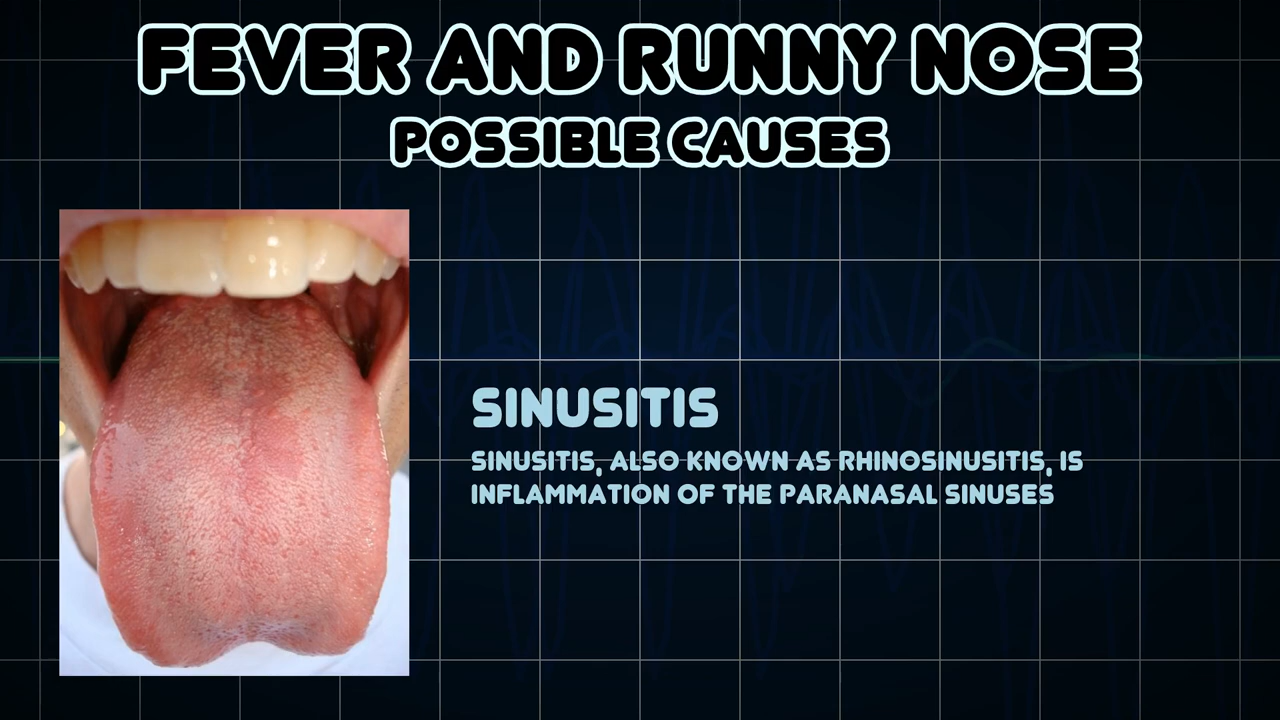 FEVER AND RUNNY NOSE
POSSIBLE CAUSES
SINUSITIS
SINUSITIS, ALSO KNOWN AS RHINOSINUSITIS, IS
INFLAMMATION OF THE PARANASAL SINUSES